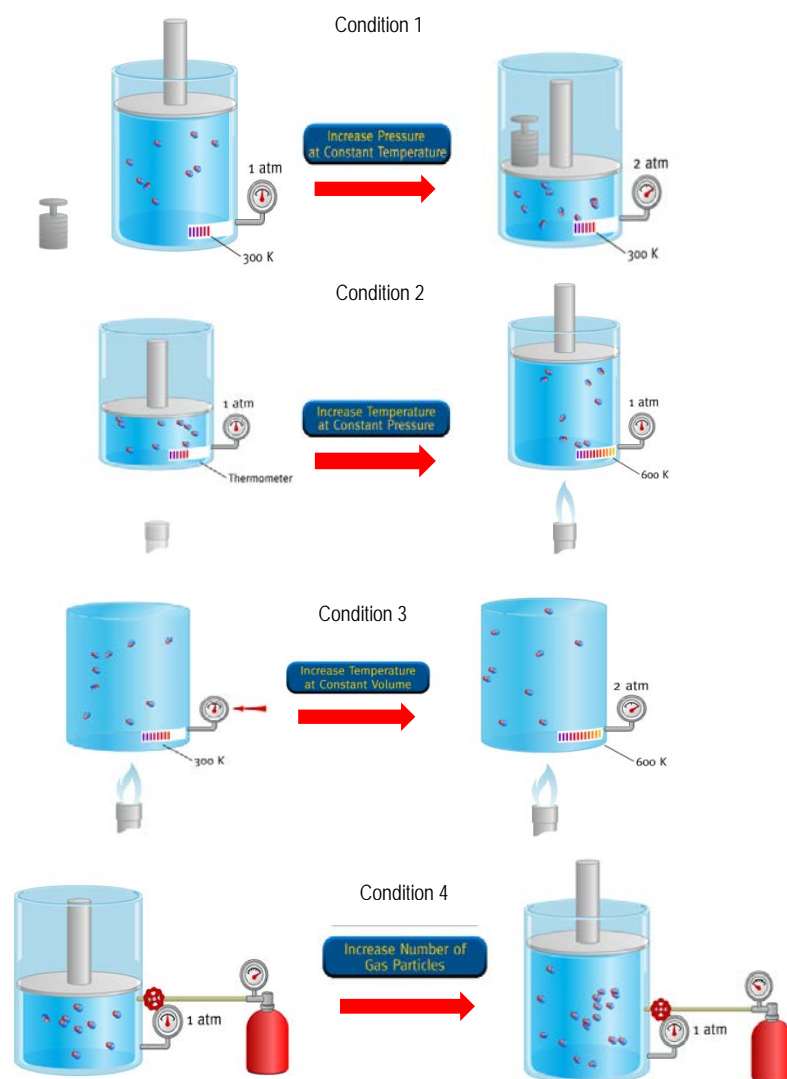 Condition 1
1 atm
Increase Pressure
at Constant Temperature
2 atm
300 K
300 K
Condition 2
1 atm
Increase Temperature
at Constant Pressure
1 atm
Thermometer
600 K
Condition 3
Increase Temperature
at Constant Volume
2 atm
300 K
600 K
Condition 4
Increase Number of
Gas Particles
1 atm
1 atm